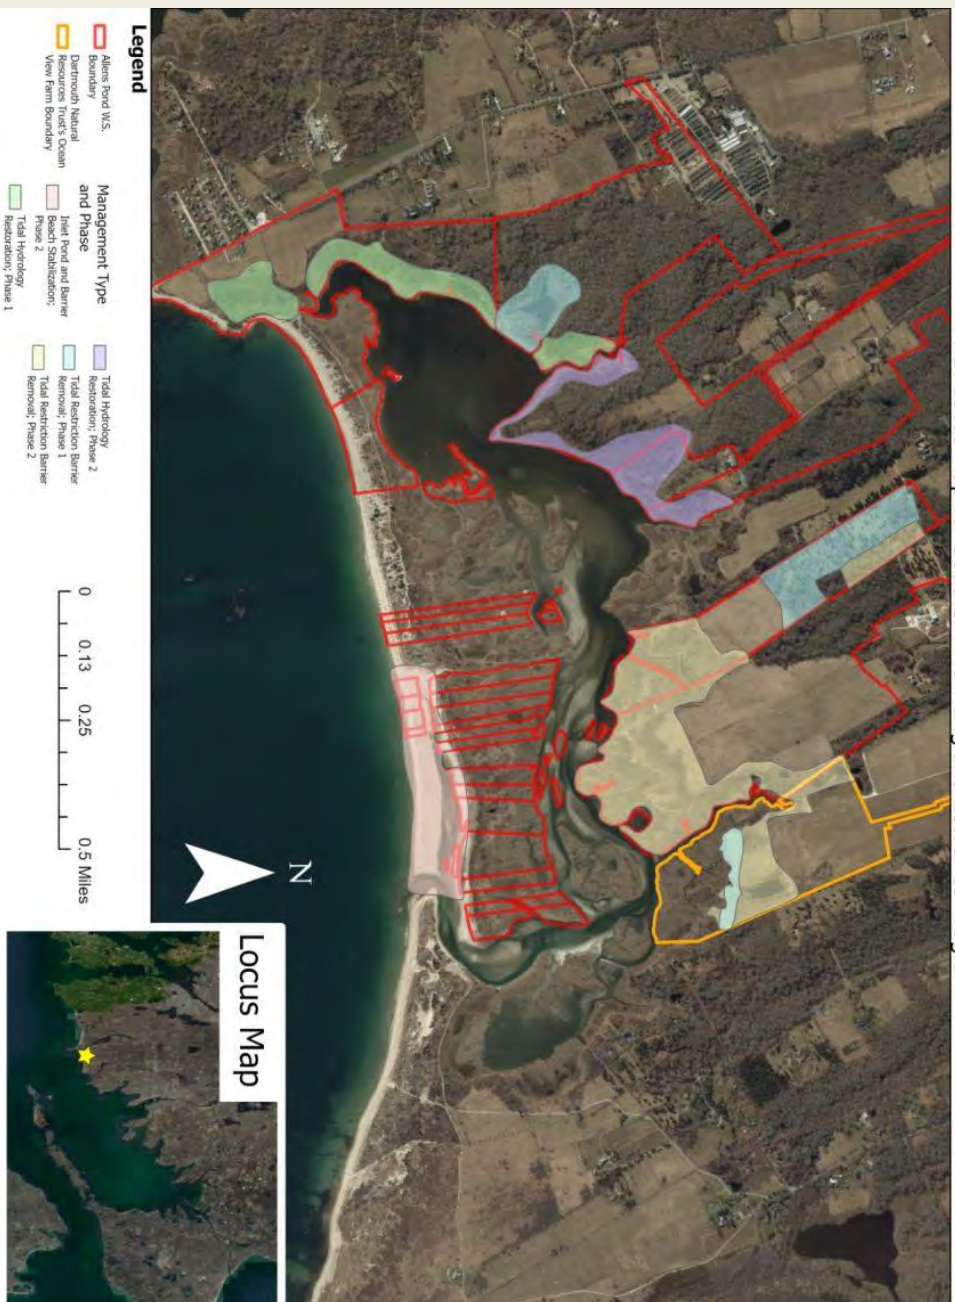 Legend
Allens Pond W.S.
Boundary
Dartmouth Natural
Resources Trust's Ocean
View Farm Boundary
Management Type
and Phase
Inlet Pond and Barrier
Beach Stabilization;
Phase 2
Tidal Hydrology
Restoration; Phase 1
Tidal Hydrology
Restoration; Phase 2
Tidal Restriction Barrier
Removal; Phase 1
Tidal Restriction Barrier
Removal; Phase 2
0 0.13 0.25 0.5 Miles
N
Locus Map